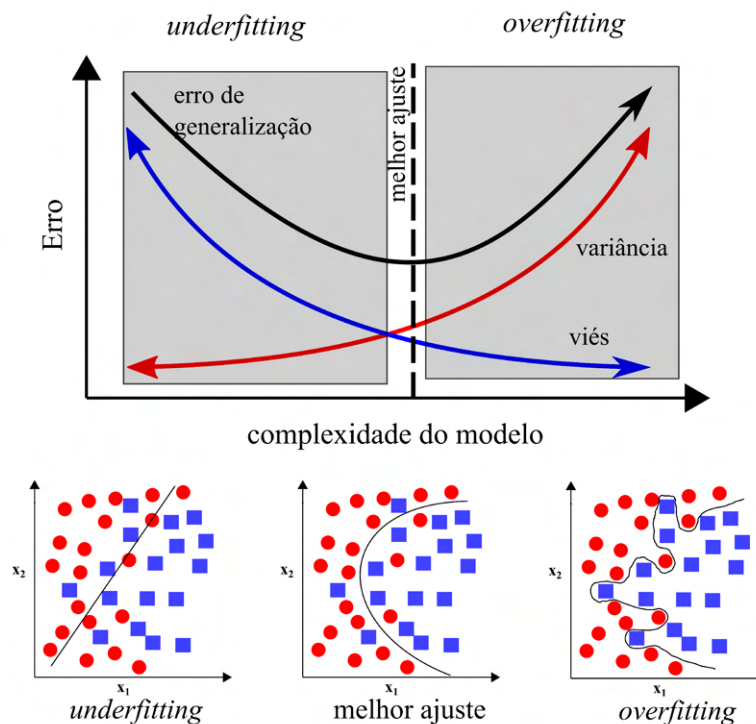 underfitting
overfitting
erro de
generalização
melhor ajuste
Erro
variância
viés
complexidade do modelo
x2
x1
underfitting
x2
x1
melhor ajuste
x2
x1
overfitting